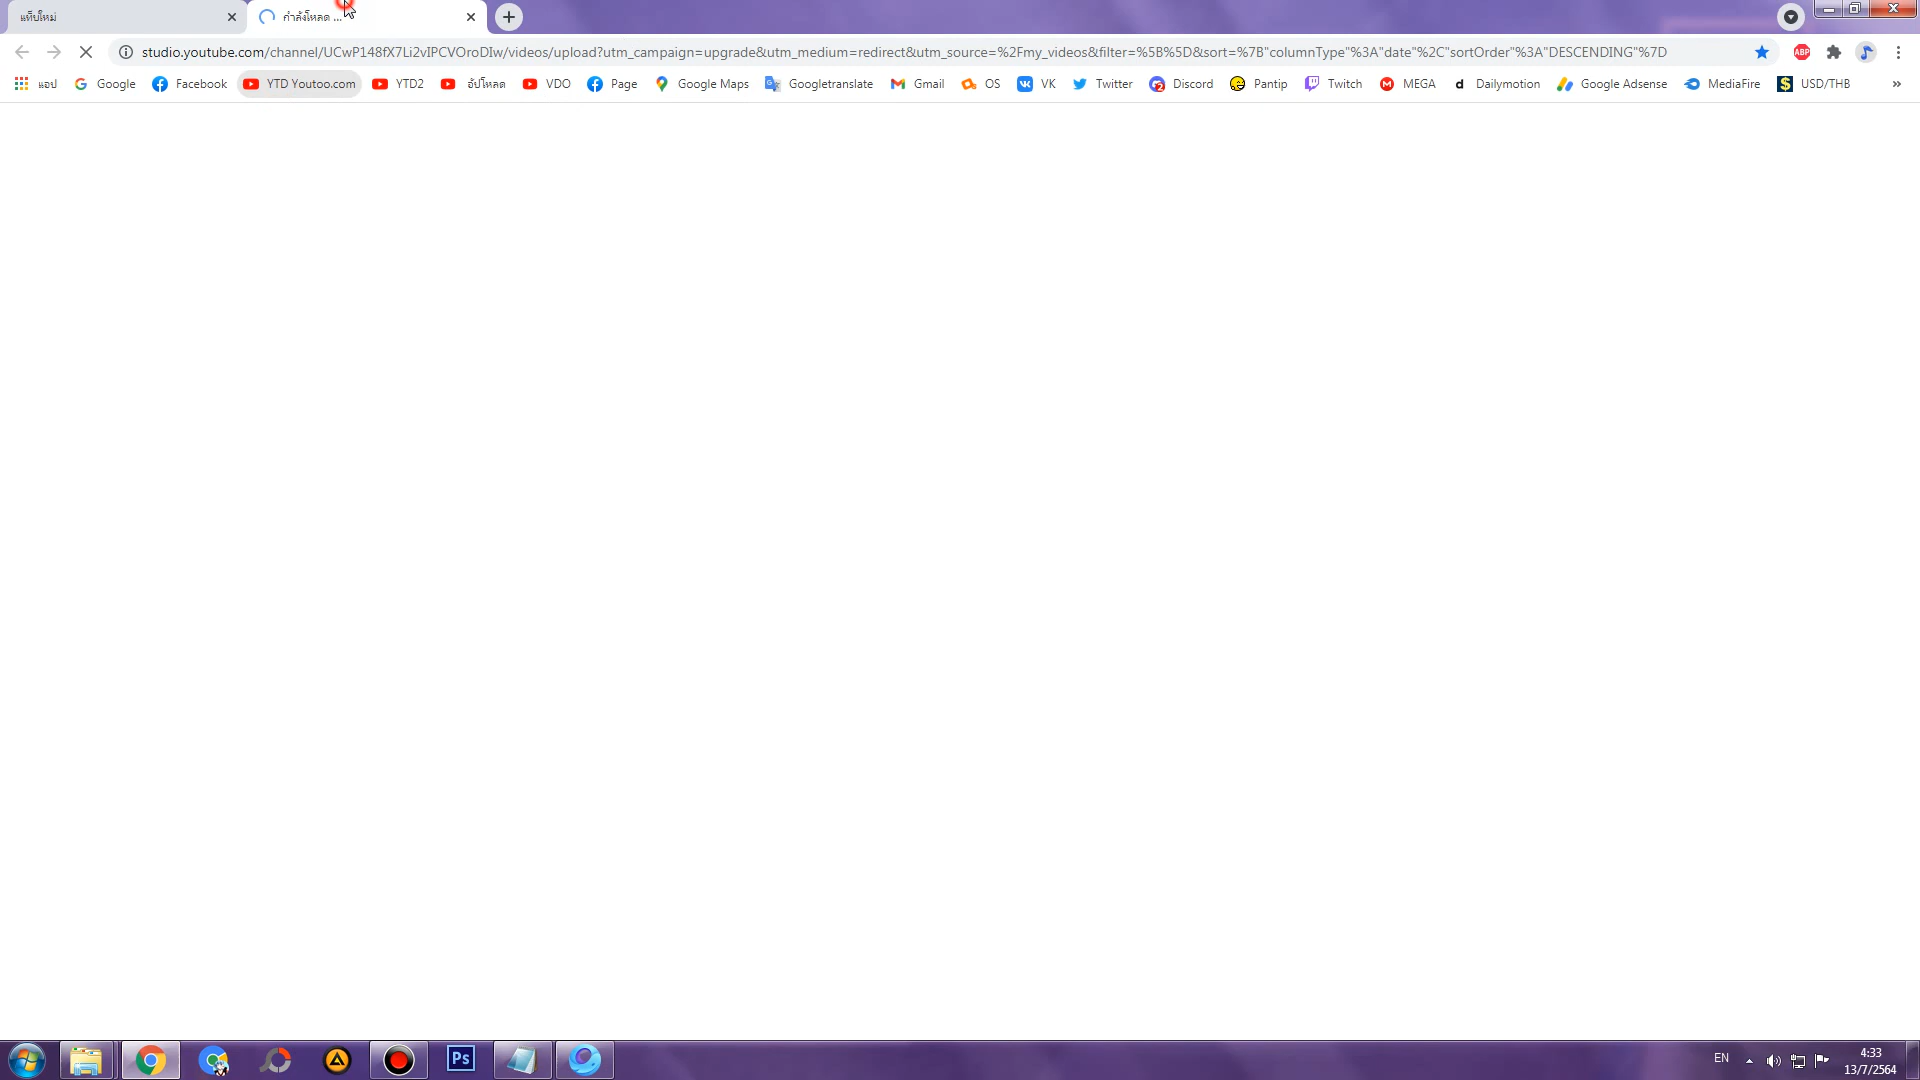 แท็บใหม่
กำลังโหลด ...
studio.youtube.com/channel/UCwP148fX7Li2vIPCVOroDIw/videos/upload?utm_campaign=upgrade&utm_medium=redirect&utm_source=%2Fmy_videos&filter=%5B%5D&sort=%7B"columnType"%3A"date"%2C"sortOrder"%3A"DESCENDING"%7D
แอป Google Facebook YTD Youtoo.com YTD2 อัปโหลด VDO Page Google Maps Googletranslate Gmail OS VK Twitter Discord Pantip Twitch MEGA Dailymotion Google Adsense MediaFire USD/THB »
Ps
EN
4:33
13/7/2564